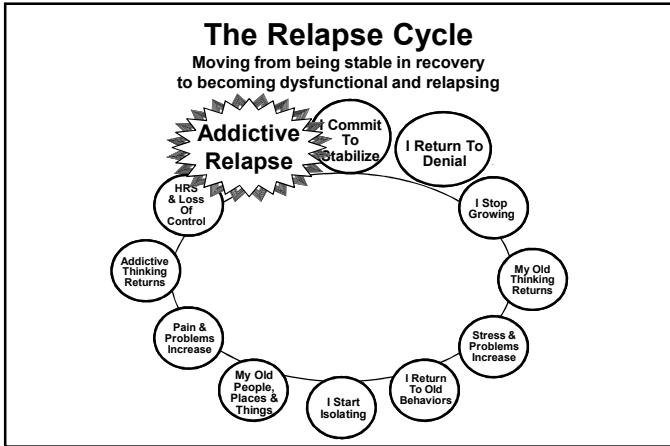 The Relapse Cycle
Moving from being stable in recovery
to becoming dysfunctional and relapsing
Addictive
Relapse
I Commit
To
Stabilize
I Return To
Denial
I Stop
Growing
My Old
Thinking
Returns
Stress &
Problems
Increase
I Return
To Old
Behaviors
I Start
Isolating
My Old
People,
Places &
Things
Pain &
Problems
Increase
Addictive
Thinking
Returns
HRS
& Loss
Of
Control